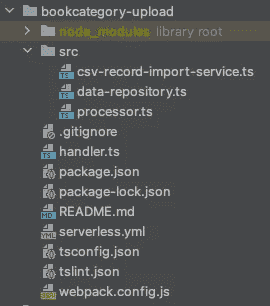 bookcategory-upload
node_modules library root
src
csv-record-import-service.ts
data-repository.ts
processor.ts
.gitignore
handler.ts
package.json
package-lock.json
README.md
serverless.yml
tsconfig.json
tslint.json
webpack.config.js